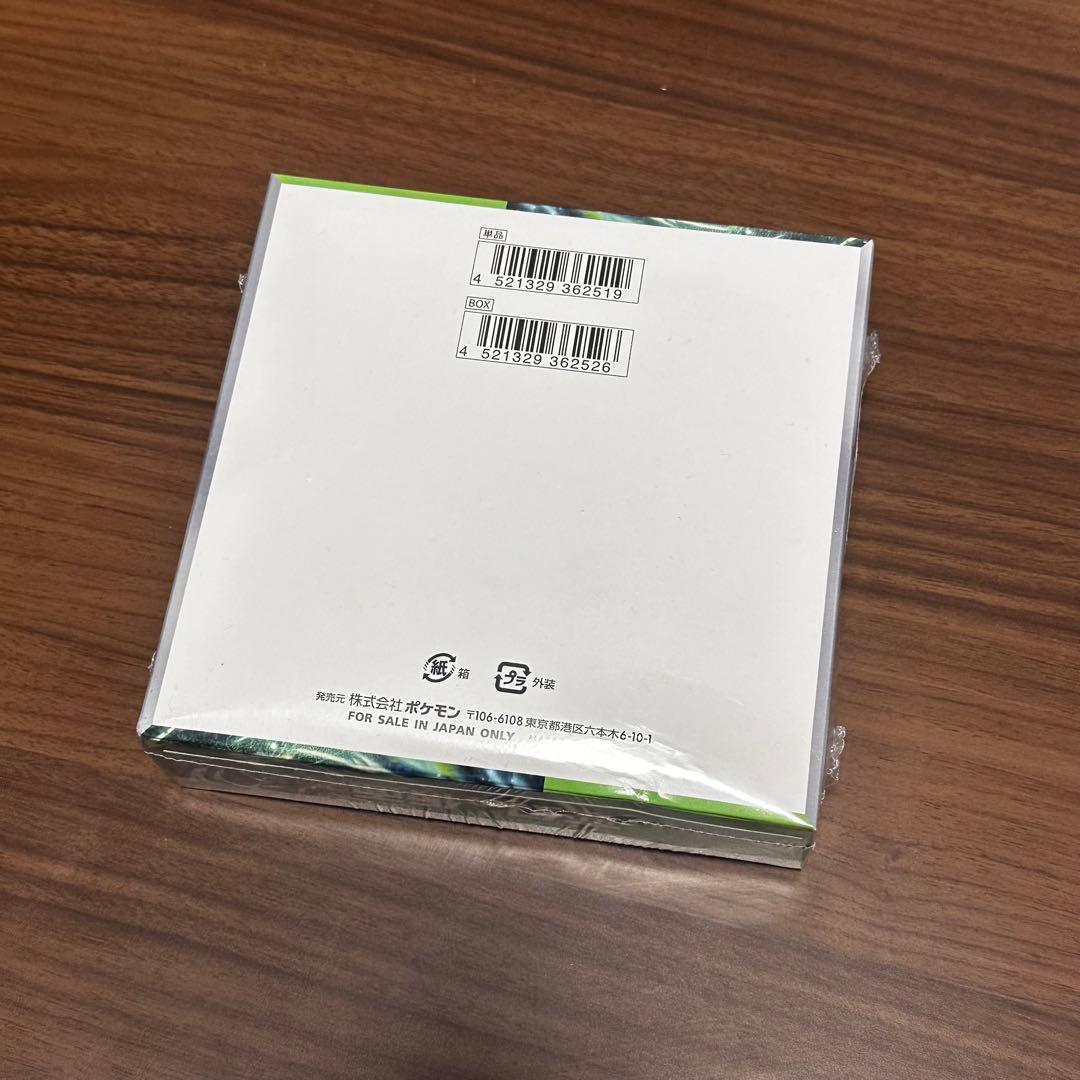 単品
4 521329 362519
BOX
4 521329 362526
紙 箱 プラ 外装
発売元 株式会社ポケモン 〒106-6108 東京都港区六本木6-10-1
FOR SALE IN JAPAN ONLY